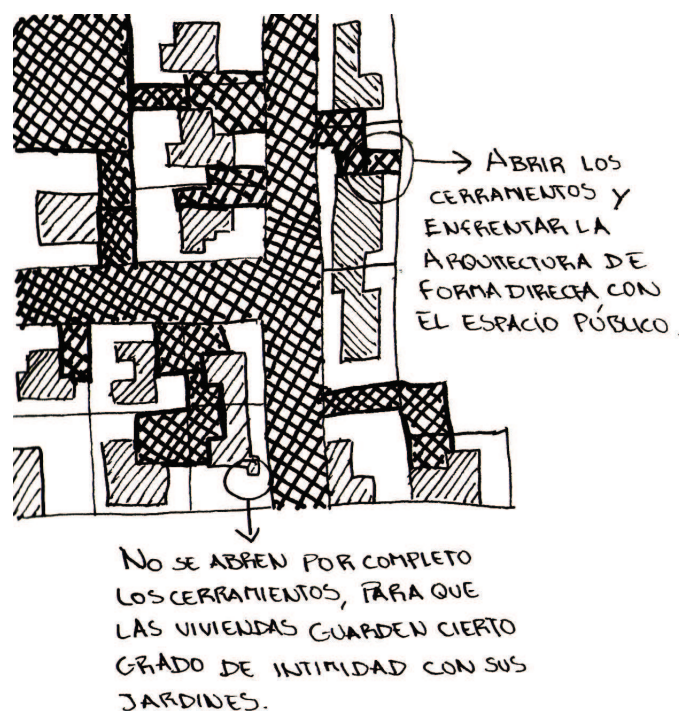 ABRIR LOS
CERRAMIENTOS Y
ENFRENTAR LA
ARQUITECTURA DE
FORMA DIRECTA CON
EL ESPACIO PÚBLICO.
NO SE ABREN POR COMPLETO
LOS CERRAMIENTOS, PARA QUE
LAS VIVIENDAS GUARDEN CIERTO
GRADO DE INTIMIDAD CON SUS
JARDINES.